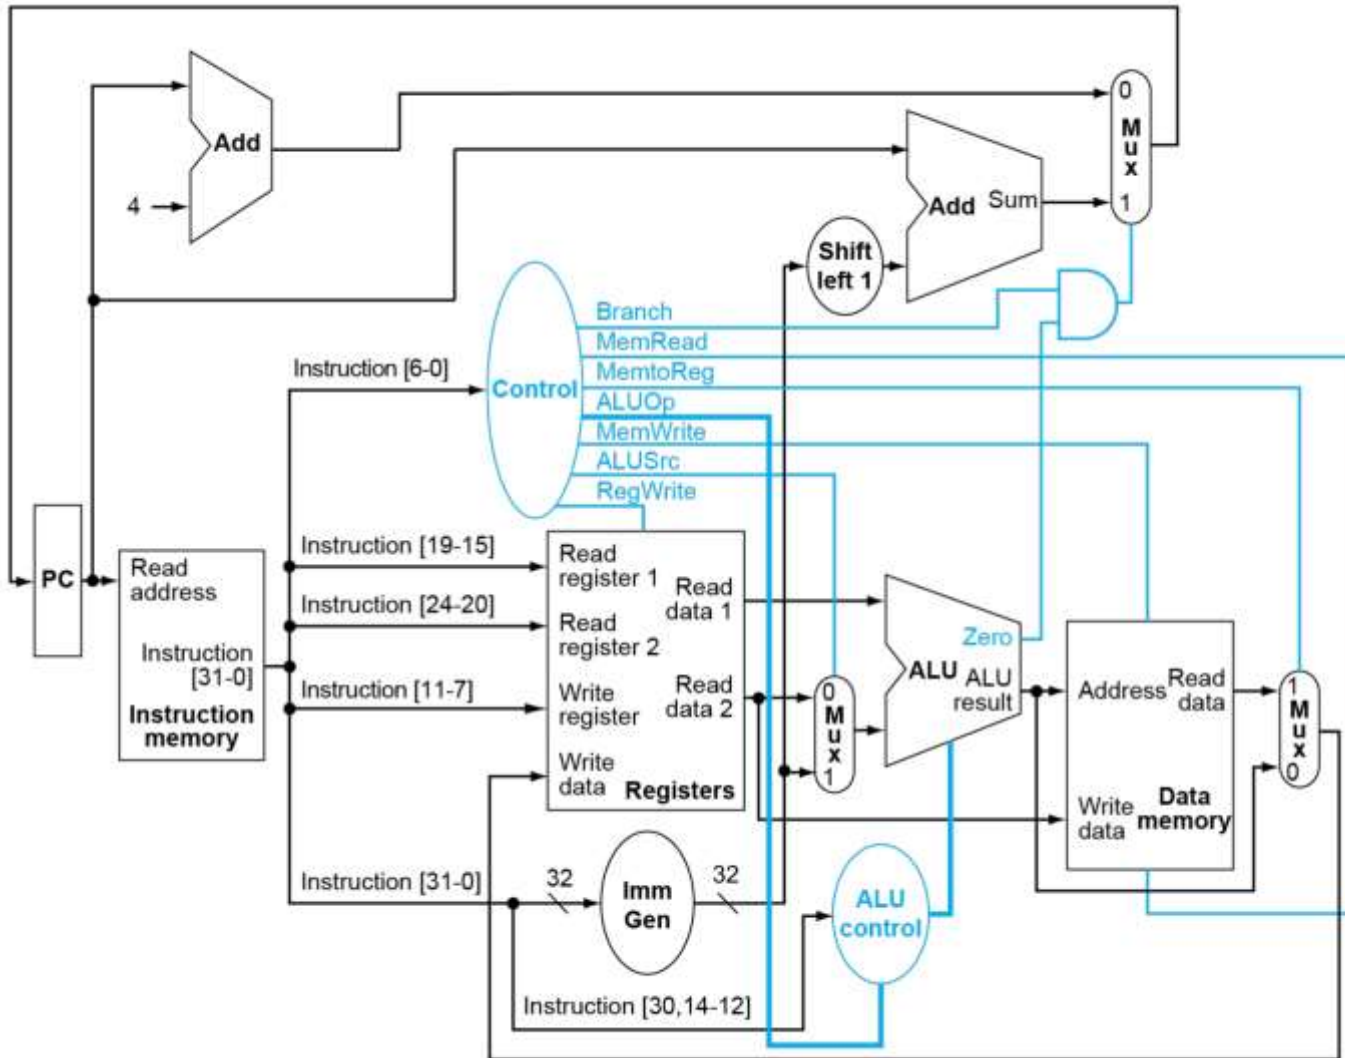 Add
4
0
Mux
1
Add Sum
Shift
left 1
Branch
MemRead
Instruction [6-0]
Control
MemtoReg
ALUOp
MemWrite
ALUSrc
RegWrite
PC
Read
address
Instruction
[31-0]
Instruction
memory
Instruction [19-15]
Instruction [24-20]
Instruction [11-7]
Read
register 1
Read
register 2
Write
register
Write
data
Read
data 1
Read
data 2
Registers
0
Mux
1
Zero
ALU
ALU
result
Address
Read
data
Write
data
Data
memory
1
Mux
0
Instruction [31-0]
32
Imm
Gen
32
ALU
control
Instruction [30,14-12]